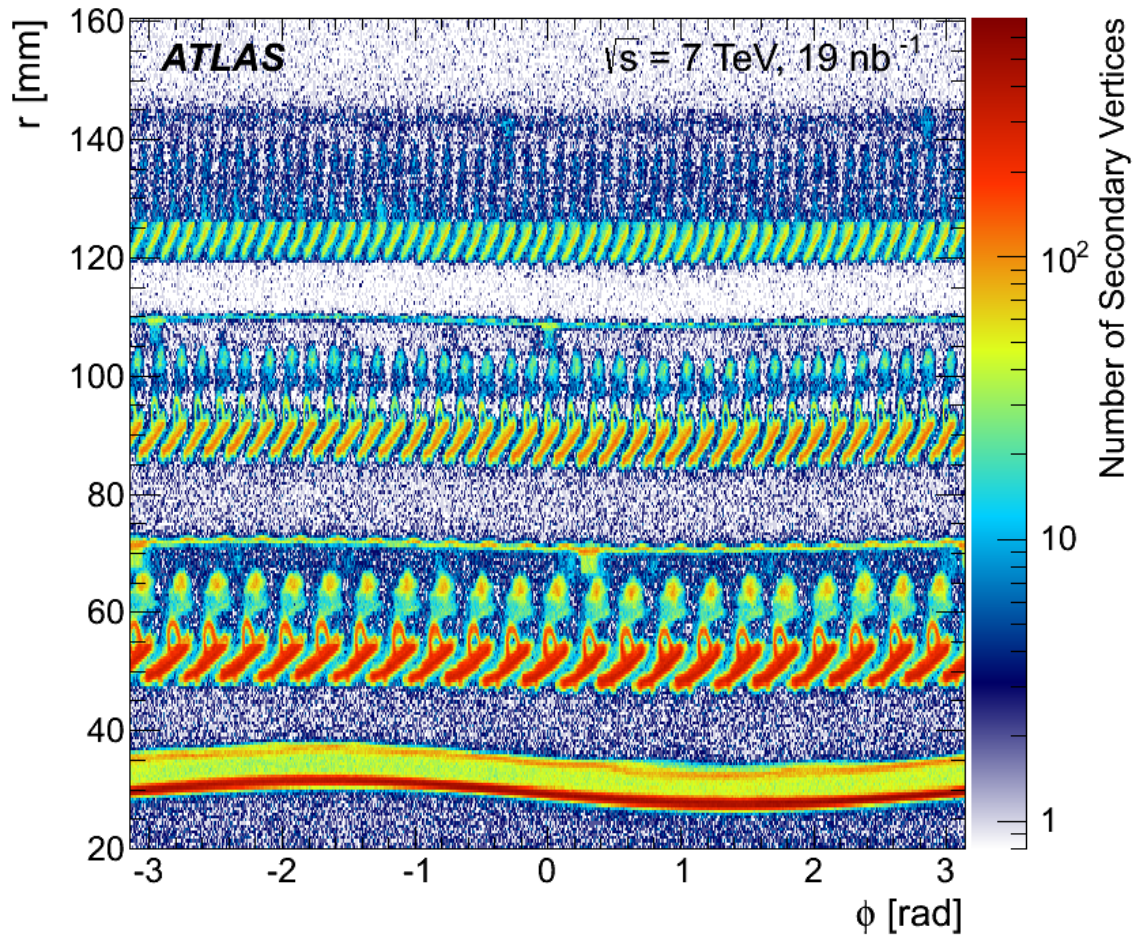 r [mm]
160
140
120
100
80
60
40
20
ATLAS
√s = 7 TeV, 19 nb⁻¹
-3 -2 -1 0 1 2 3
ϕ [rad]
10²
10
1
Number of Secondary Vertices